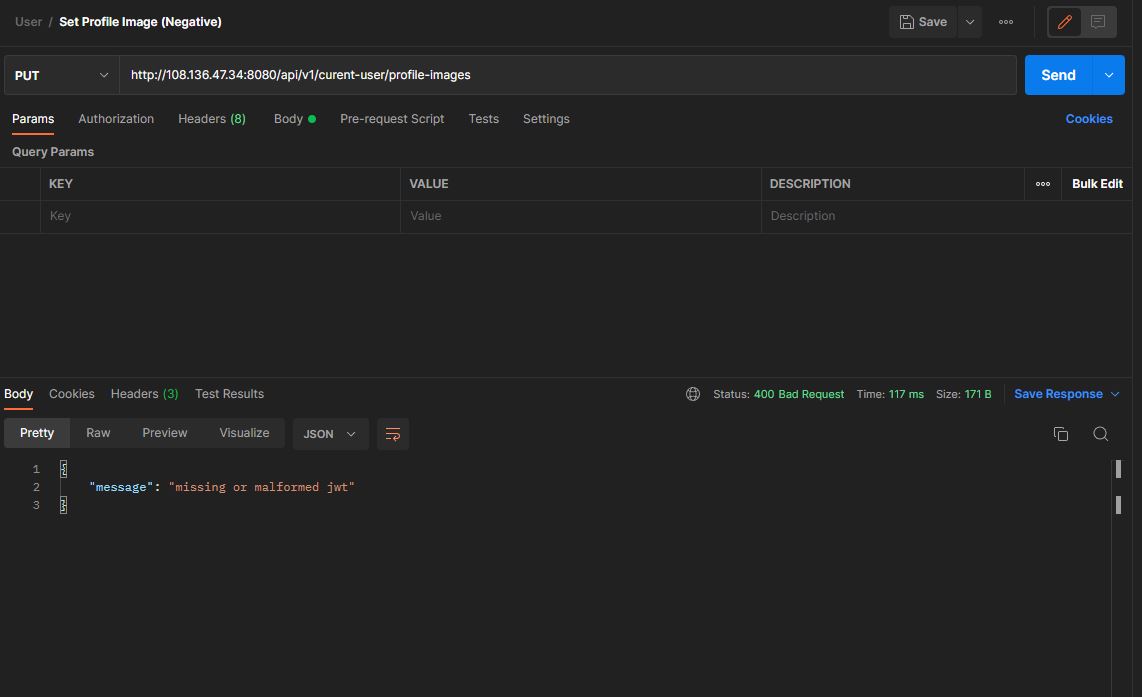 User / Set Profile Image (Negative) Save
PUT http://108.136.47.34:8080/api/v1/curent-user/profile-images Send
Params Authorization Headers (8) Body Pre-request Script Tests Settings Cookies
Query Params
KEY VALUE DESCRIPTION Bulk Edit
Key Value Description
Body Cookies Headers (3) Test Results Status: 400 Bad Request Time: 117 ms Size: 171 B Save Response
Pretty Raw Preview Visualize JSON
1 {
2 "message": "missing or malformed jwt"
3 }